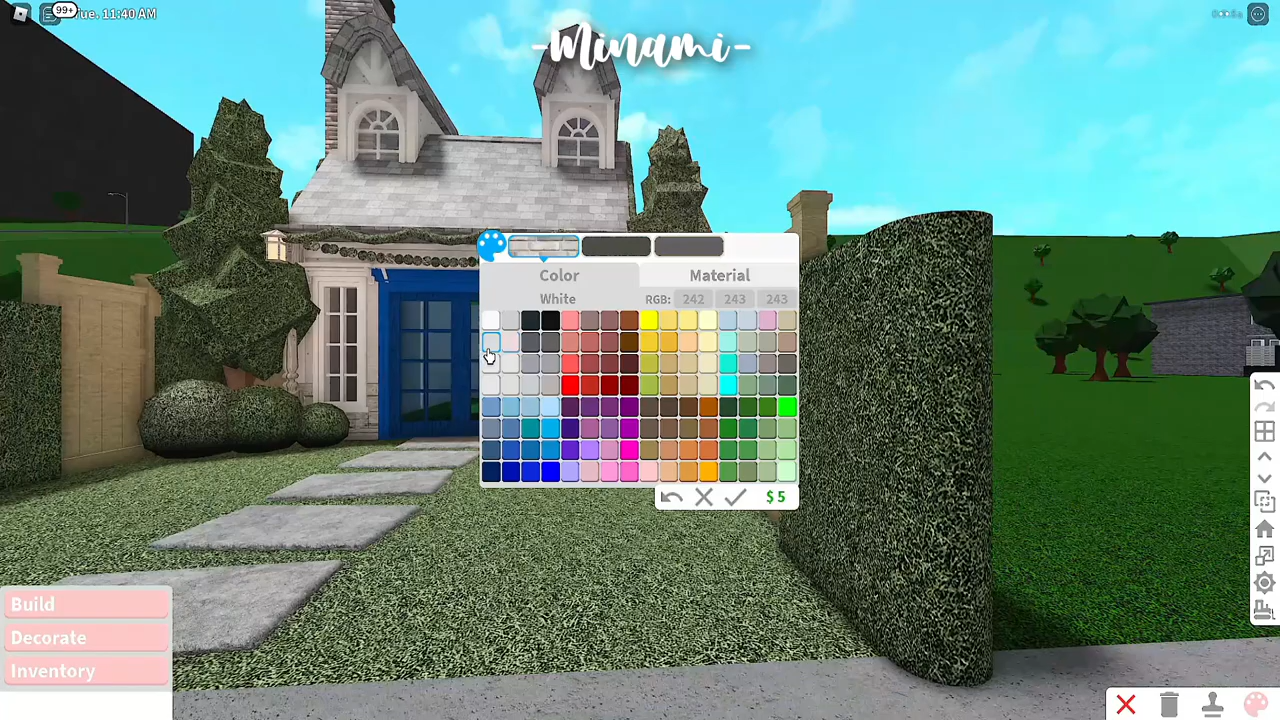 99+
Tue. 11:40 AM
-Minami-
Color
Material
White
RGB: 242 243 243
$5
Build
Decorate
Inventory